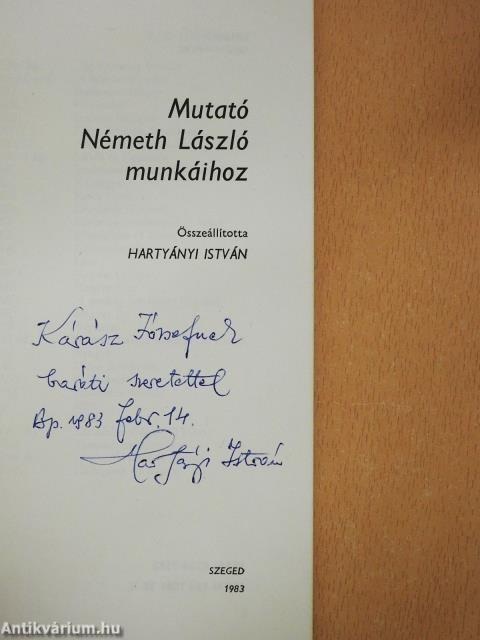 Mutató
Németh László
munkáihoz
Összeállította
HARTYÁNYI ISTVÁN
Kárász Józsefnek
baráti szeretettel
Bp. 1983 febr. 14.
Hartyányi István
SZEGED
1983
Antikvárium.hu